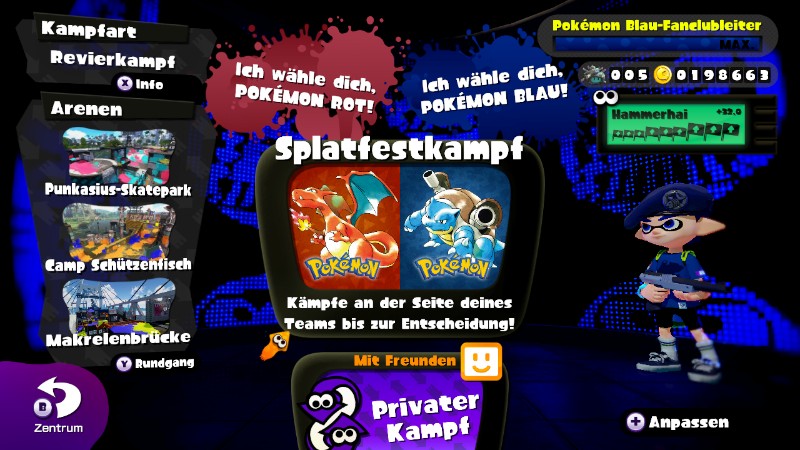 Kampfart
Revierkampf
X Info
Arenen
Punkasius-Skatepark
Camp Schützenfisch
Makrelenbrücke
Y Rundgang
B
Zentrum
Ich wähle dich,
POKÉMON ROT!
Ich wähle dich,
POKÉMON BLAU!
Splatfestkampf
POKÉMON
POKÉMON
Kämpfe an der Seite deines
Teams bis zur Entscheidung!
Mit Freunden
Privater
Kampf
Pokémon Blau-Fanclubleiter
MAX
005
0198663
Hammerhai
+32.0
+ Anpassen